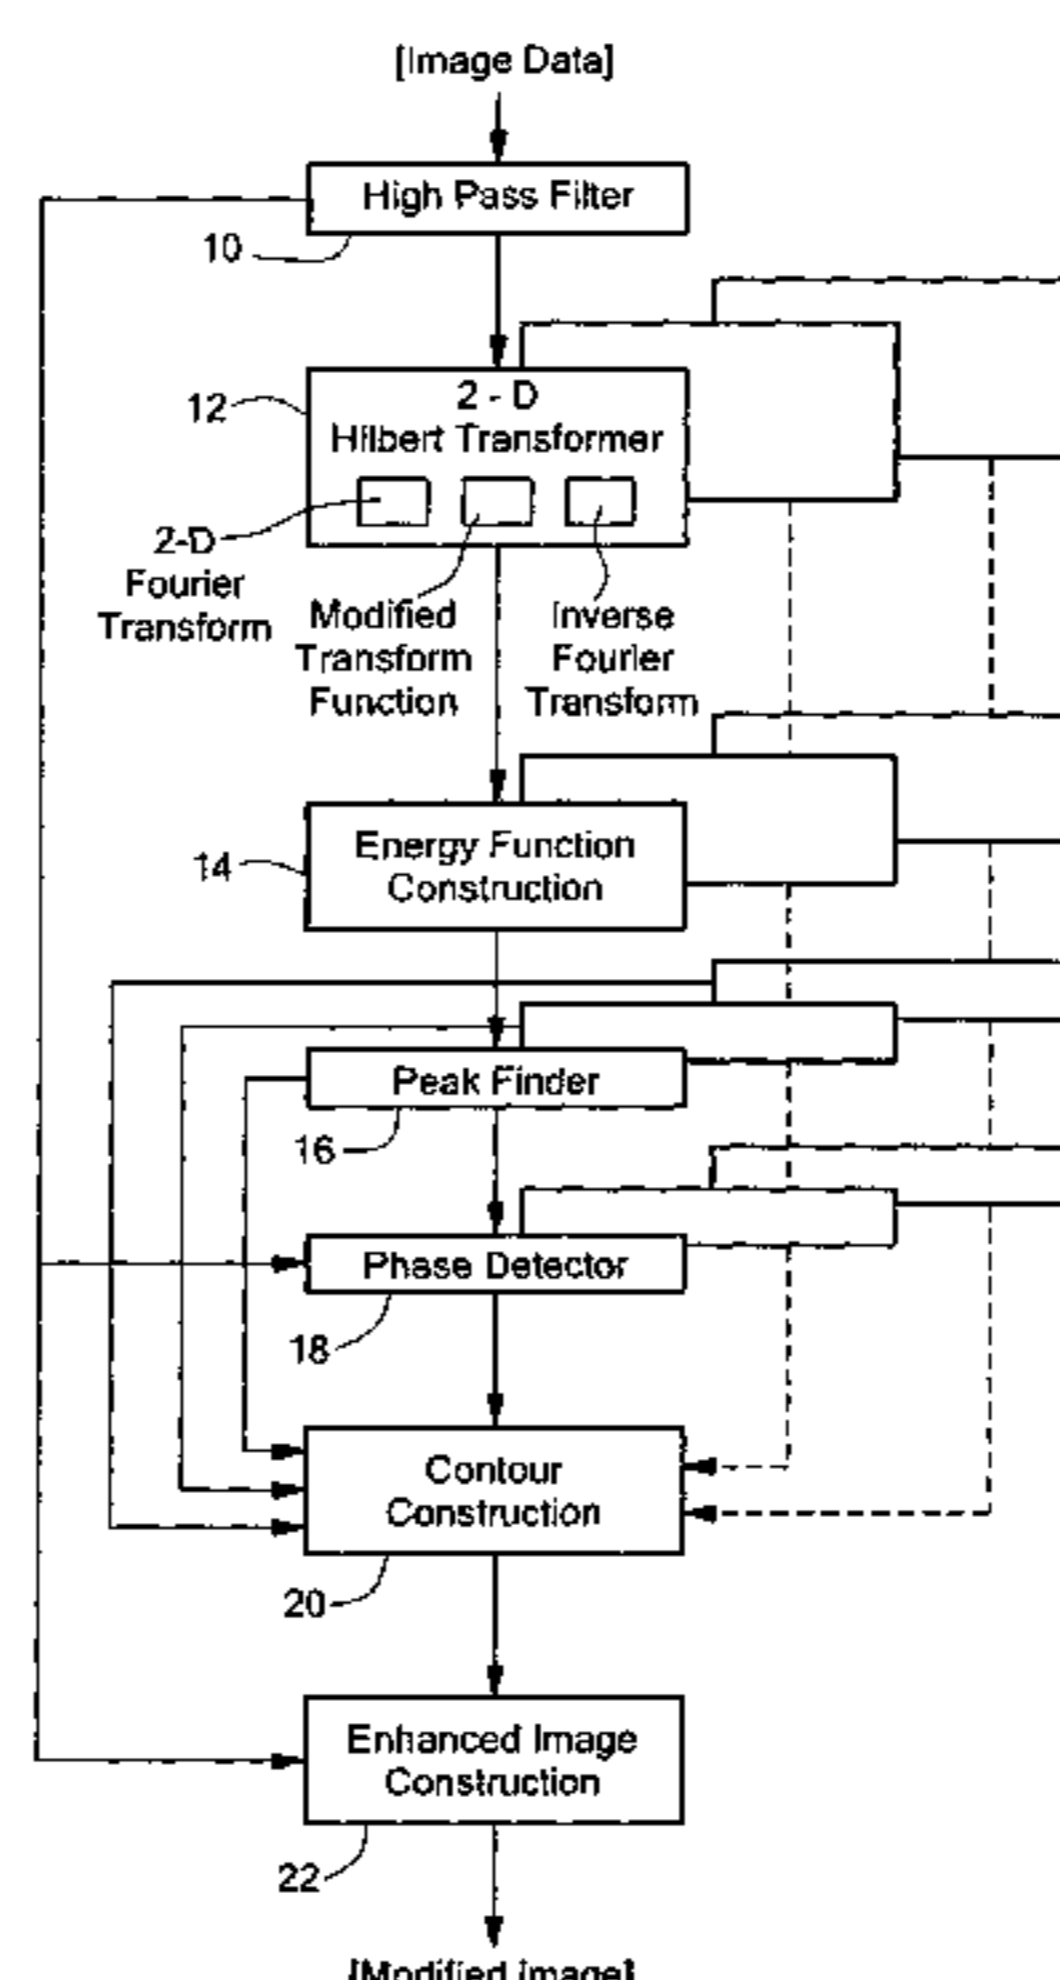 [Image Data]
High Pass Filter
10
12
2 - D
Hilbert Transformer
2-D
Fourier
Transform
Modified
Transform
Function
Inverse
Fourier
Transform
14
Energy Function
Construction
Peak Finder
16
Phase Detector
18
Contour
Construction
20
Enhanced Image
Construction
22
[Modified Image]